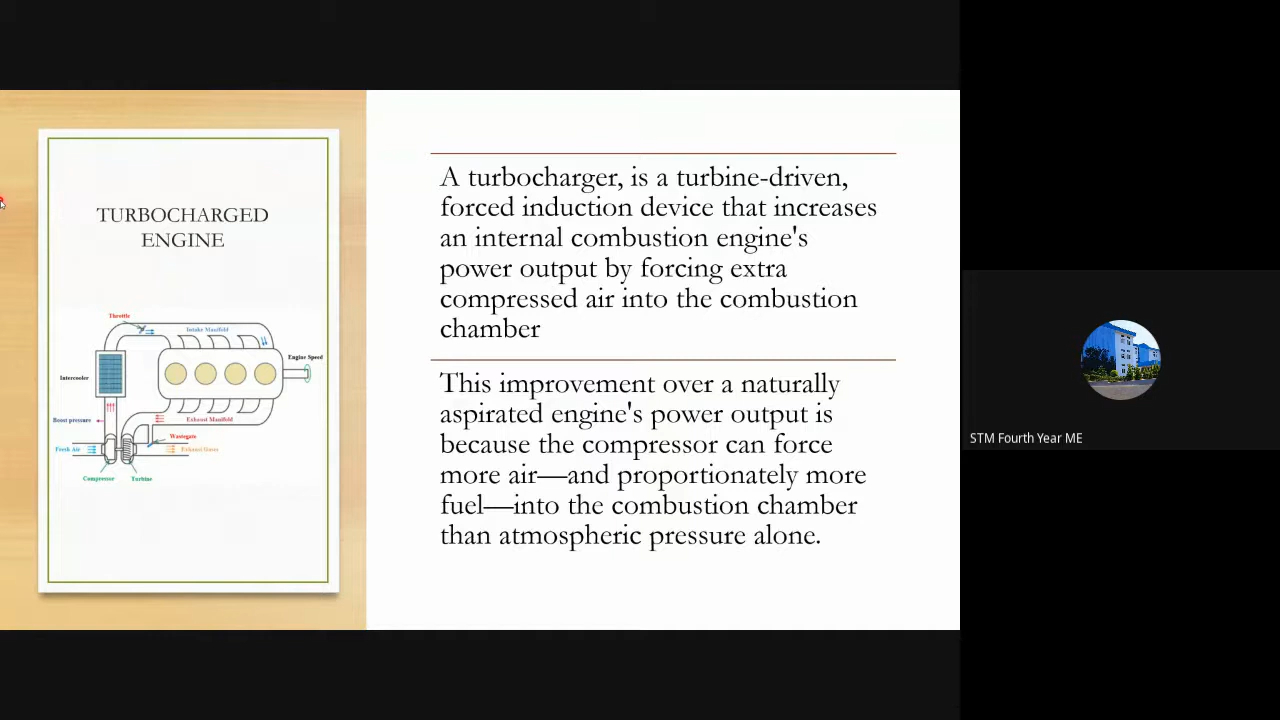 TURBOCHARGED
ENGINE
Throttle
Intake Manifold
Engine Speed
Intercooler
Boost pressure
Exhaust Manifold
Wastegate
Fresh Air
Exhaust Gases
Compressor
Turbine
A turbocharger, is a turbine-driven,
forced induction device that increases
an internal combustion engine's
power output by forcing extra
compressed air into the combustion
chamber
This improvement over a naturally
aspirated engine's power output is
because the compressor can force
more air—and proportionately more
fuel—into the combustion chamber
than atmospheric pressure alone.
STM Fourth Year ME